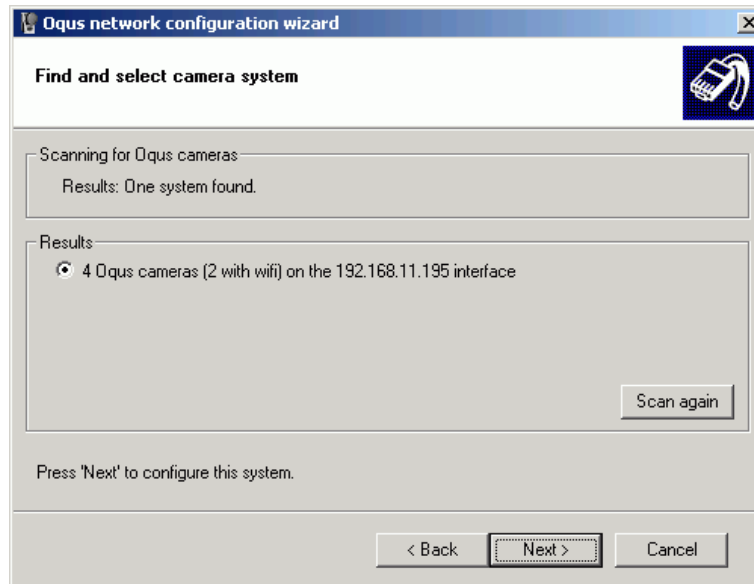 Oqus network configuration wizard
Find and select camera system
Scanning for Oqus cameras
Results: One system found.
Results
4 Oqus cameras (2 with wifi) on the 192.168.11.195 interface
Scan again
Press 'Next' to configure this system.
< Back
Next >
Cancel